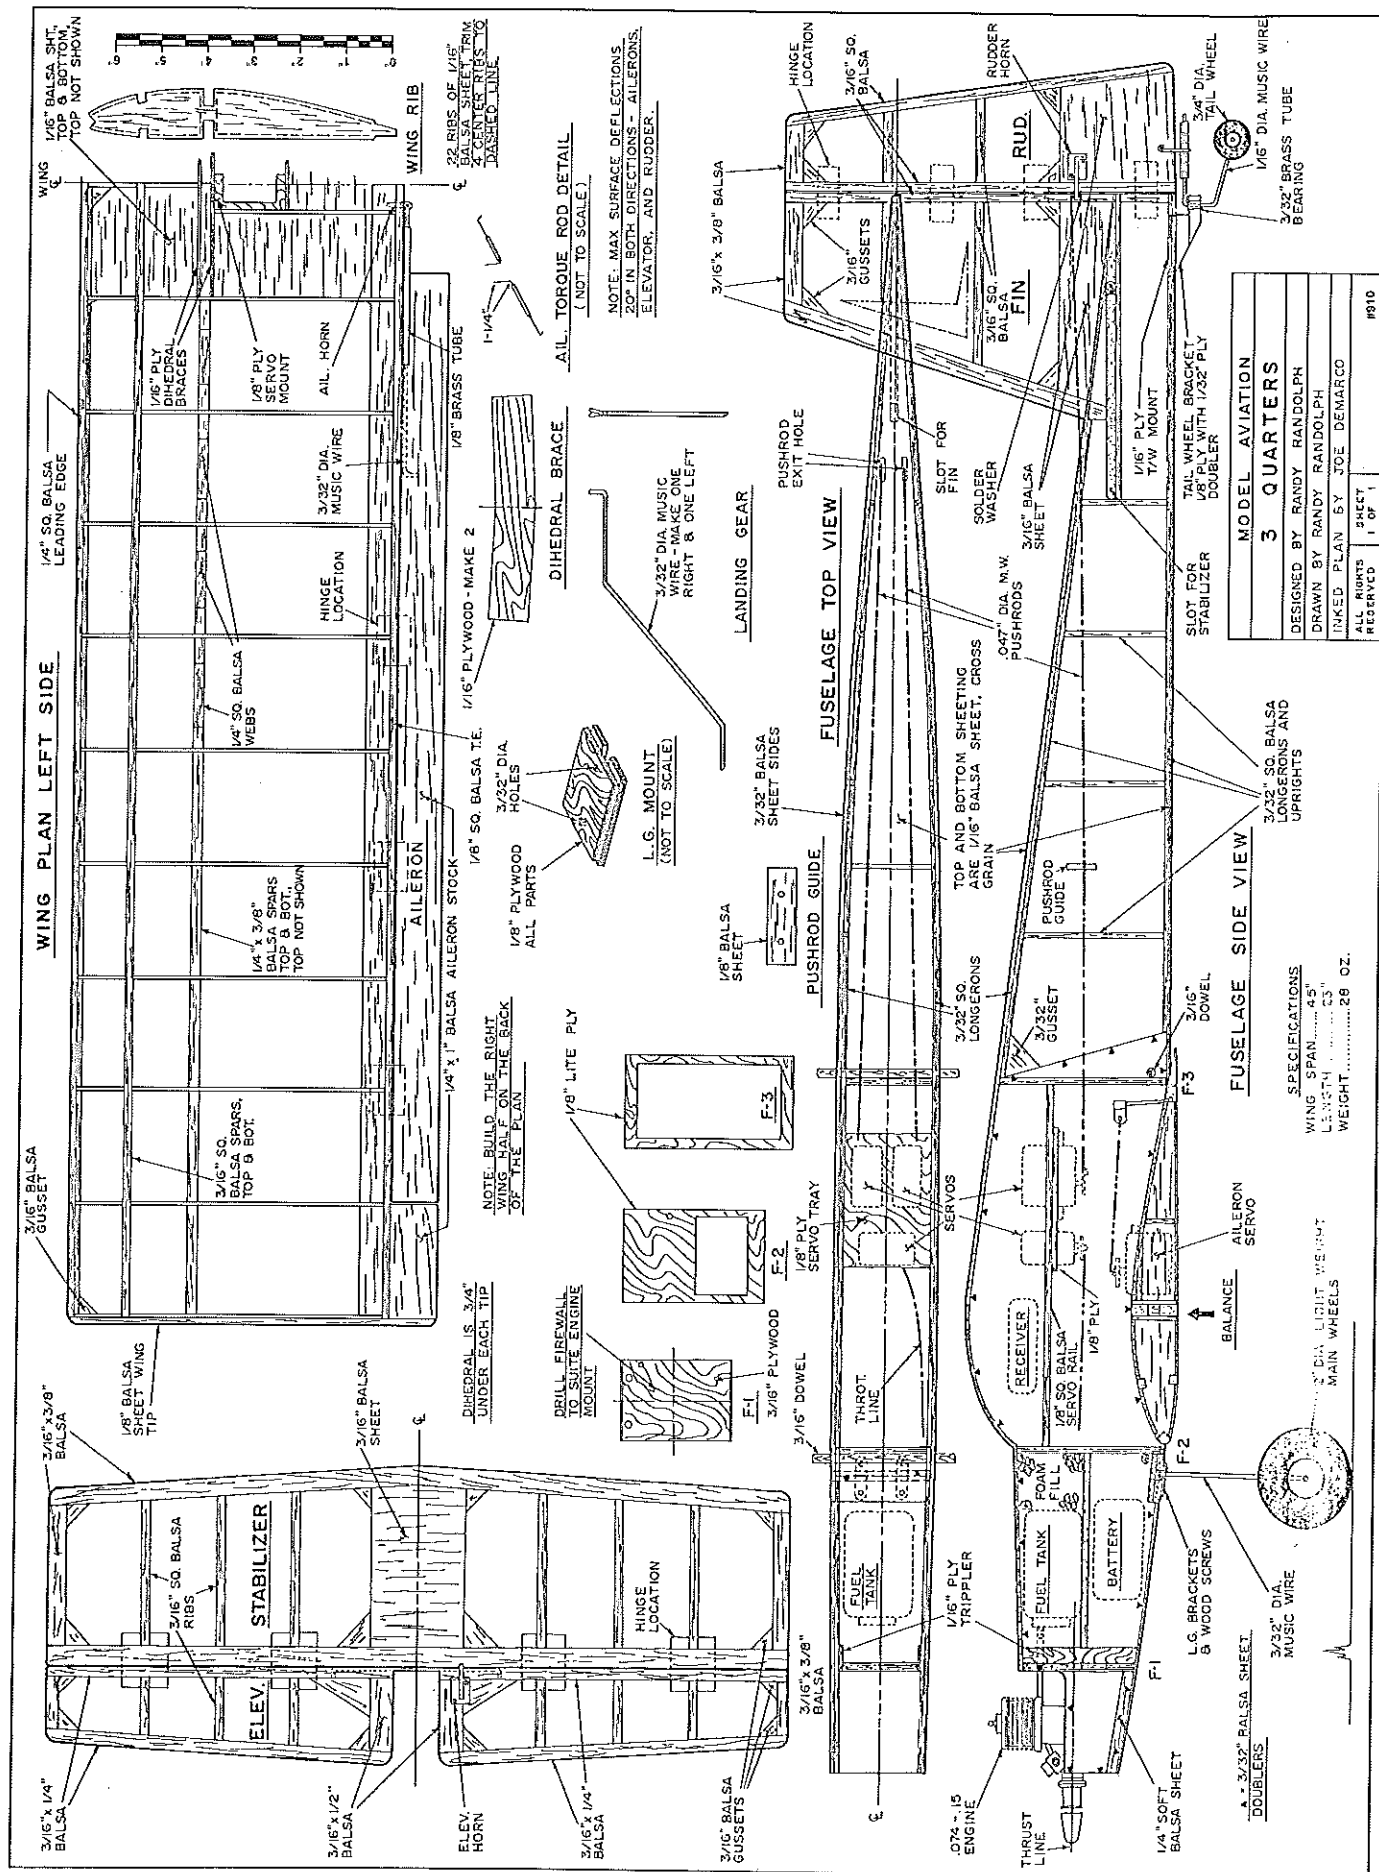 WING PLAN LEFT SIDE
3/16" BALSA
GUSSET
1/4" SQ. BALSA
LEADING EDGE
WING
℄
1/16" BALSA SHT.,
TOP & BOTTOM,
TOP NOT SHOWN
6"
5"
4"
3"
2"
1"
0"
WING RIB
22 RIBS OF 1/16"
BALSA SHEET, TRIM
4 CENTER RIBS TO
DASHED LINE
3/16" SQ.
BALSA SPARS,
TOP & BOT.
1/4" x 3/8"
BALSA SPARS
TOP & BOT.,
TOP NOT SHOWN
1/4" SQ. BALSA
WEBS
HINGE
LOCATION
3/32" DIA.
MUSIC WIRE
1/16" PLY
DIHEDRAL
BRACES
1/8" PLY
SERVO
MOUNT
AIL. HORN
℄
1/8" BALSA
SHEET WING
TIP
AILERON
1/4" x 1" BALSA AILERON STOCK
1/8" SQ. BALSA T.E.
1/8" BRASS TUBE
NOTE: BUILD THE RIGHT
WING HALF ON THE BACK
OF THE PLAN
DIHEDRAL IS 3/4"
UNDER EACH TIP
1-1/4"
AIL. TORQUE ROD DETAIL
(NOT TO SCALE)
NOTE: MAX SURFACE DEFLECTIONS
20° IN BOTH DIRECTIONS - AILERONS,
ELEVATOR, AND RUDDER.
1/16" PLYWOOD - MAKE 2
DIHEDRAL BRACE
3/32" DIA.
HOLES
1/8" PLYWOOD
ALL PARTS
L.G. MOUNT
(NOT TO SCALE)
3/32" DIA. MUSIC
WIRE - MAKE ONE
RIGHT & ONE LEFT
LANDING GEAR
DRILL FIREWALL
TO SUITE ENGINE
MOUNT
F-1
3/16" PLYWOOD
F-2
1/8" LITE PLY
F-3
1/8" BALSA
SHEET
PUSHROD GUIDE
3/16" x 3/8"
BALSA
3/16" SQ. BALSA
RIBS
STABILIZER
3/16" BALSA
SHEET
℄
HINGE
LOCATION
ELEV.
3/16" x 1/4"
BALSA
3/16" x 1/2"
BALSA
ELEV.
HORN
3/16" x 1/4"
BALSA
3/16" BALSA
GUSSETS
3/16" x 3/8"
BALSA
FUSELAGE TOP VIEW
℄
FUEL
TANK
1/16" PLY
TRIPPLER
3/16" DOWEL
THROT.
LINE
1/8" PLY
SERVO TRAY
SERVOS
3/32" SQ.
LONGERONS
3/32" BALSA
SHEET SIDES
TOP AND BOTTOM SHEETING
ARE 1/16" BALSA SHEET, CROSS
GRAIN
.047" DIA. M.W.
PUSHRODS
PUSHROD
EXIT HOLE
SLOT
FOR
FIN
3/16" x 3/8" BALSA
3/16"
GUSSETS
3/16" SQ.
BALSA
FIN
HINGE
LOCATION
3/16" SQ.
BALSA
RUD.
RUDDER
HORN
SOLDER
WASHER
3/16" BALSA
SHEET
3/4" DIA.
TAIL WHEEL
1/16" DIA. MUSIC WIRE
3/32" BRASS TUBE
BEARING
TAIL WHEEL BRACKET
1/8" PLY WITH 1/32" PLY
DOUBLER
1/16" PLY
T/W MOUNT
SLOT FOR
STABILIZER
3/32" SQ. BALSA
LONGERONS AND
UPRIGHTS
FUSELAGE SIDE VIEW
PUSHROD
GUIDE
3/32"
GUSSET
3/16"
DOWEL
F-3
RECEIVER
1/8" SQ BALSA
SERVO RAIL
1/8" PLY
AILERON
SERVO
BALANCE
F-2
FOAM
FILL
FUEL TANK
BATTERY
.074 - .15
ENGINE
THRUST
LINE
F-1
1/4" SOFT
BALSA SHEET
L.G. BRACKETS
& WOOD SCREWS
3/32" DIA.
MUSIC WIRE
2" DIA. LIGHT WEIGHT
MAIN WHEELS
▲ = 3/32" BALSA SHEET
DOUBLERS
SPECIFICATIONS
WING SPAN ........ 45"
LENGTH
WEIGHT ............ 28 OZ.
MODEL AVIATION
3 QUARTERS
DESIGNED BY RANDY RANDOLPH
DRAWN BY RANDY RANDOLPH
INKED PLAN BY JOE DEMARCO
ALL RIGHTS
RESERVED
SHEET
1 OF 1
#910